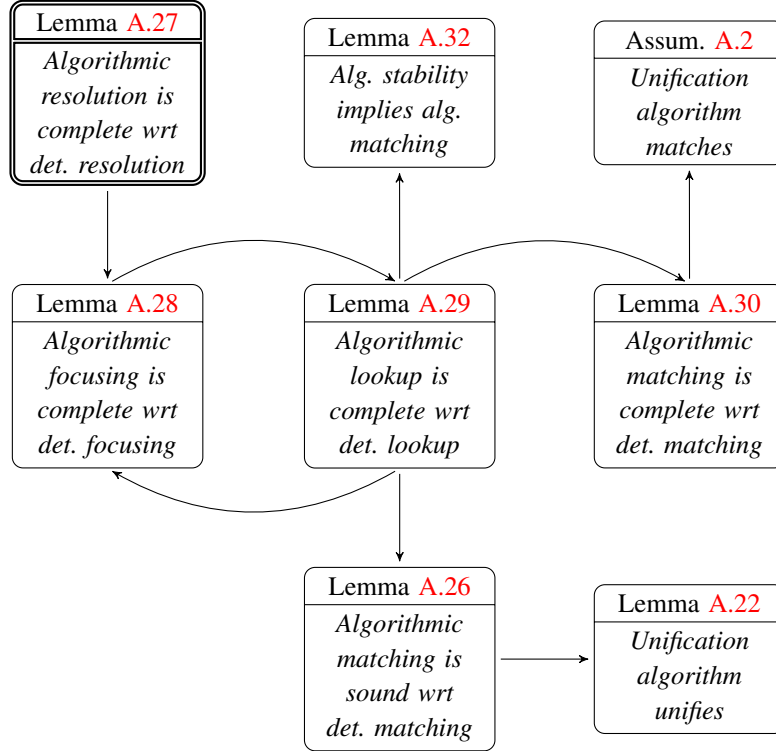 Lemma A.27
Algorithmic
resolution is
complete wrt
det. resolution
Lemma A.32
Alg. stability
implies alg.
matching
Assum. A.2
Unification
algorithm
matches
Lemma A.28
Algorithmic
focusing is
complete wrt
det. focusing
Lemma A.29
Algorithmic
lookup is
complete wrt
det. lookup
Lemma A.30
Algorithmic
matching is
complete wrt
det. matching
Lemma A.26
Algorithmic
matching is
sound wrt
det. matching
Lemma A.22
Unification
algorithm
unifies